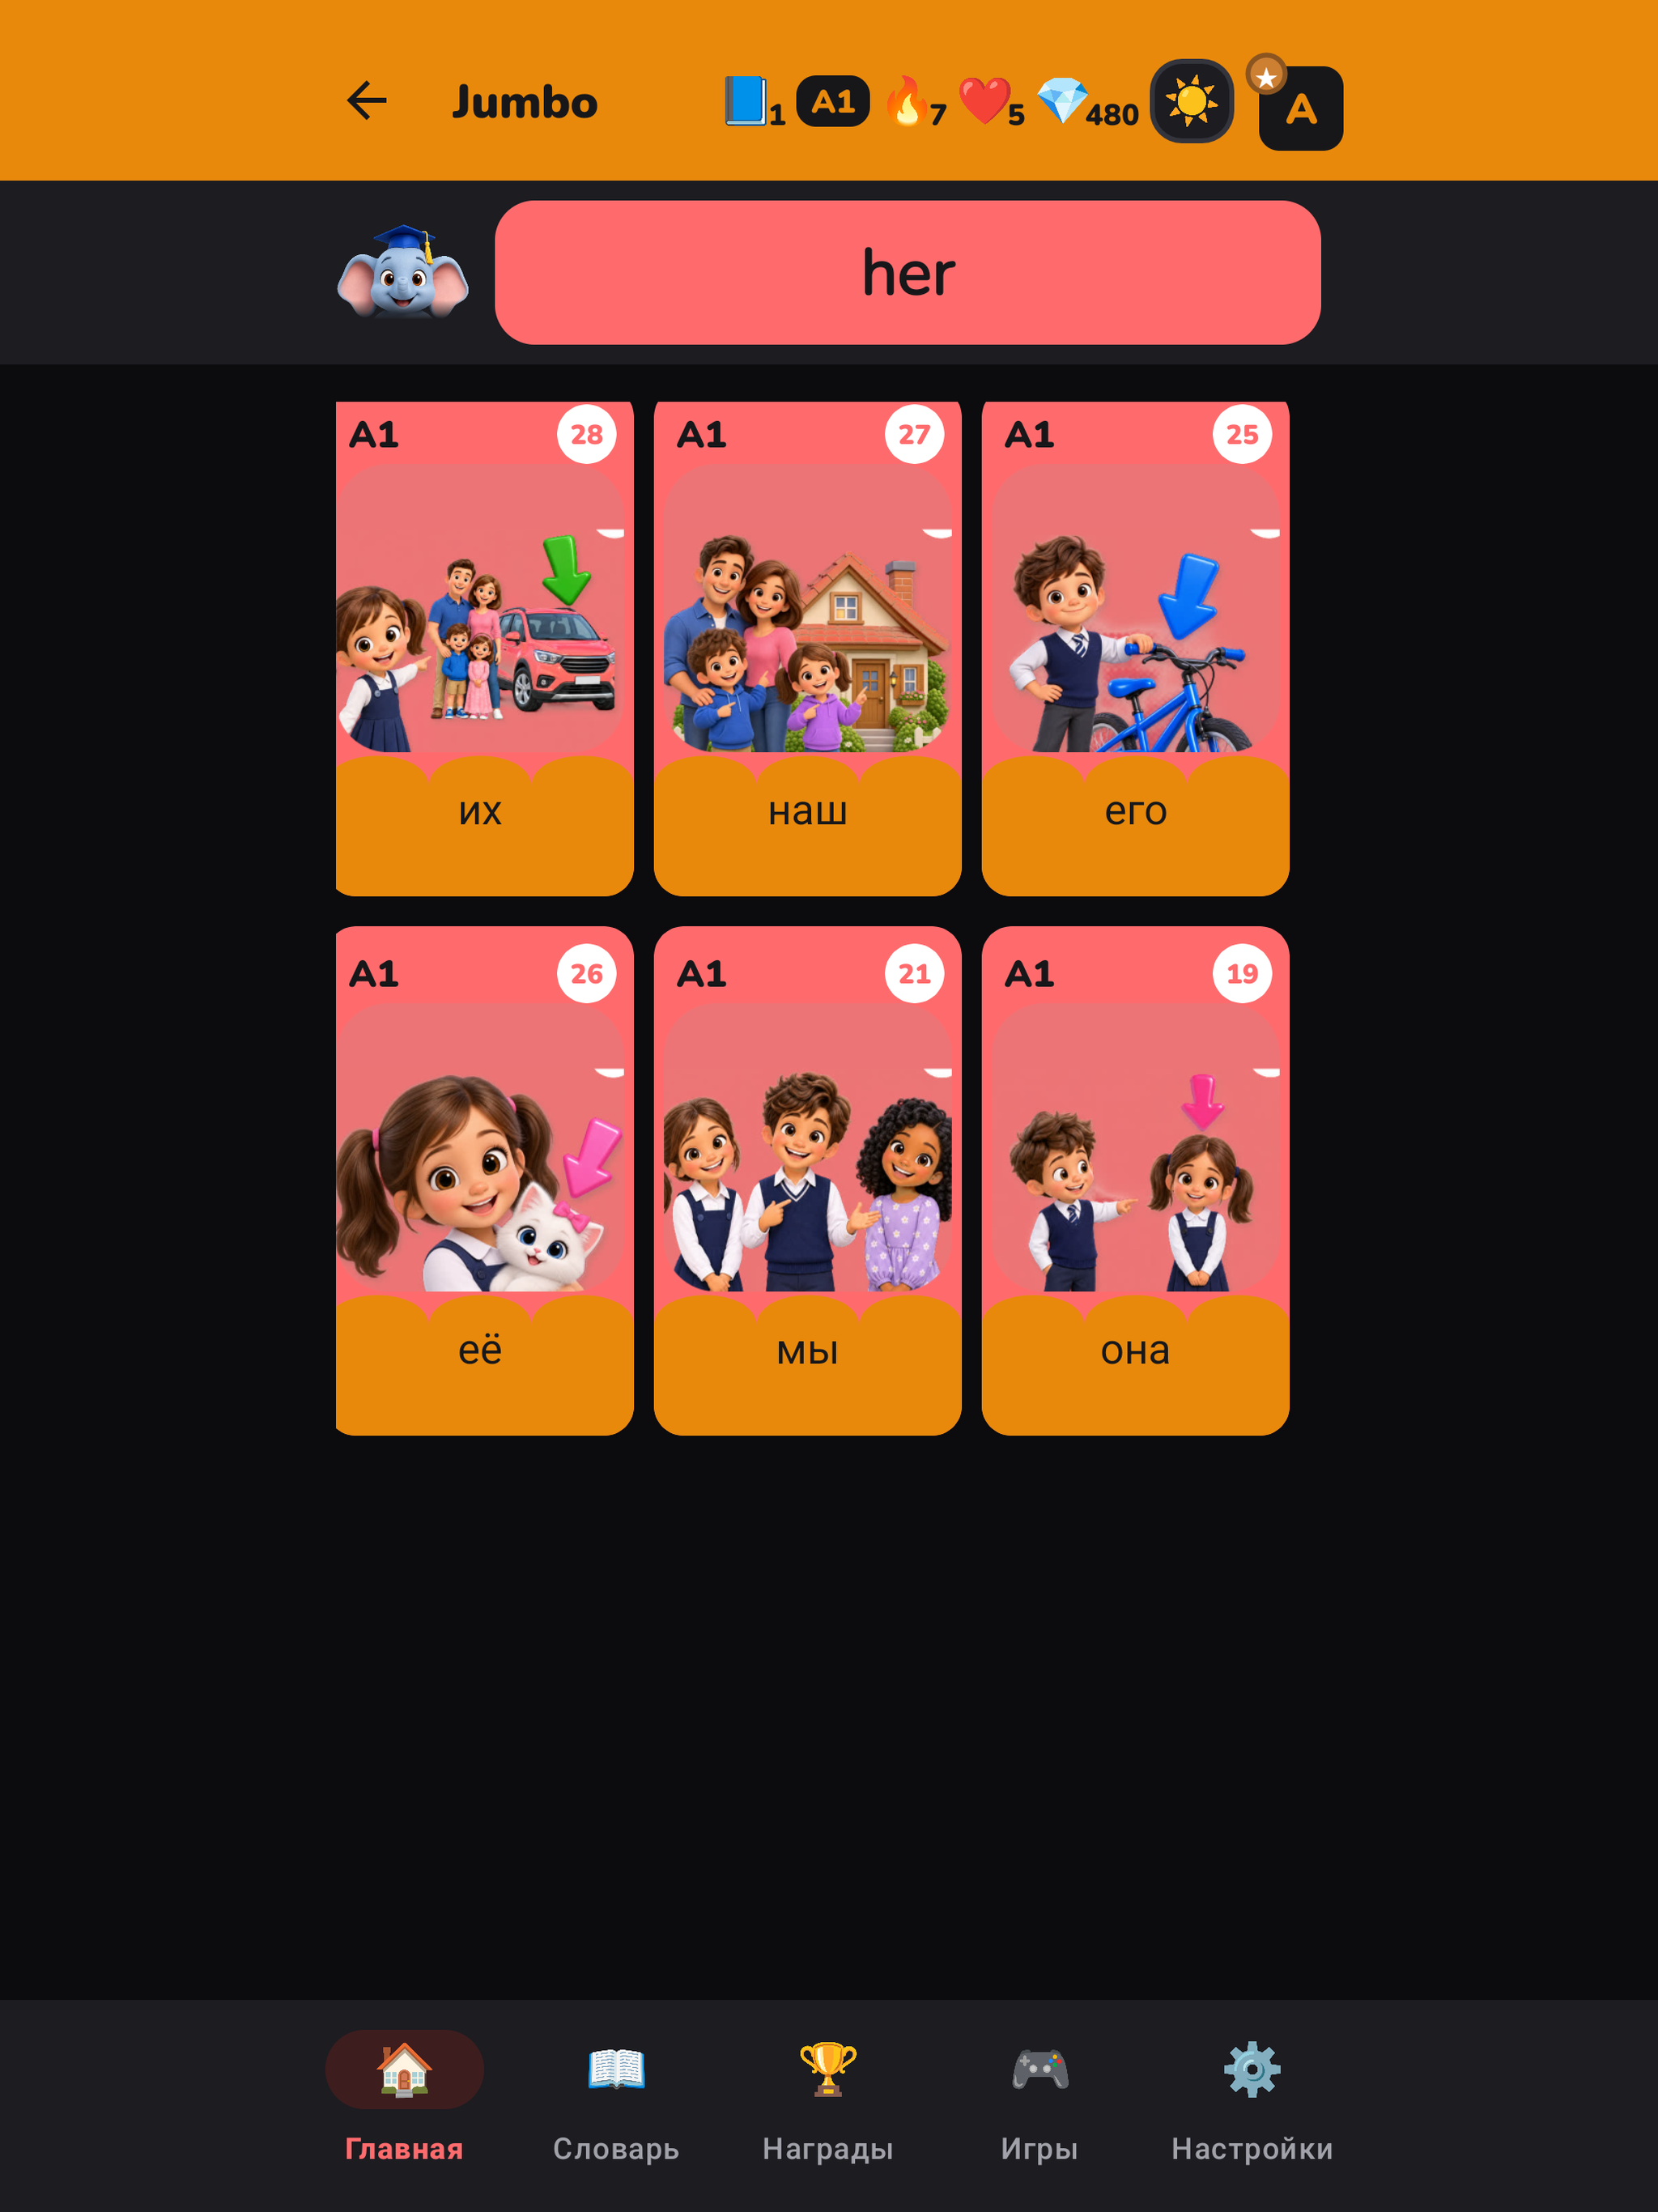 Jumbo 1 A1 7 5 480 A
her
A1 28 A1 27 A1 25
их наш его
A1 26 A1 21 A1 19
её мы она
Главная Словарь Награды Игры Настройки